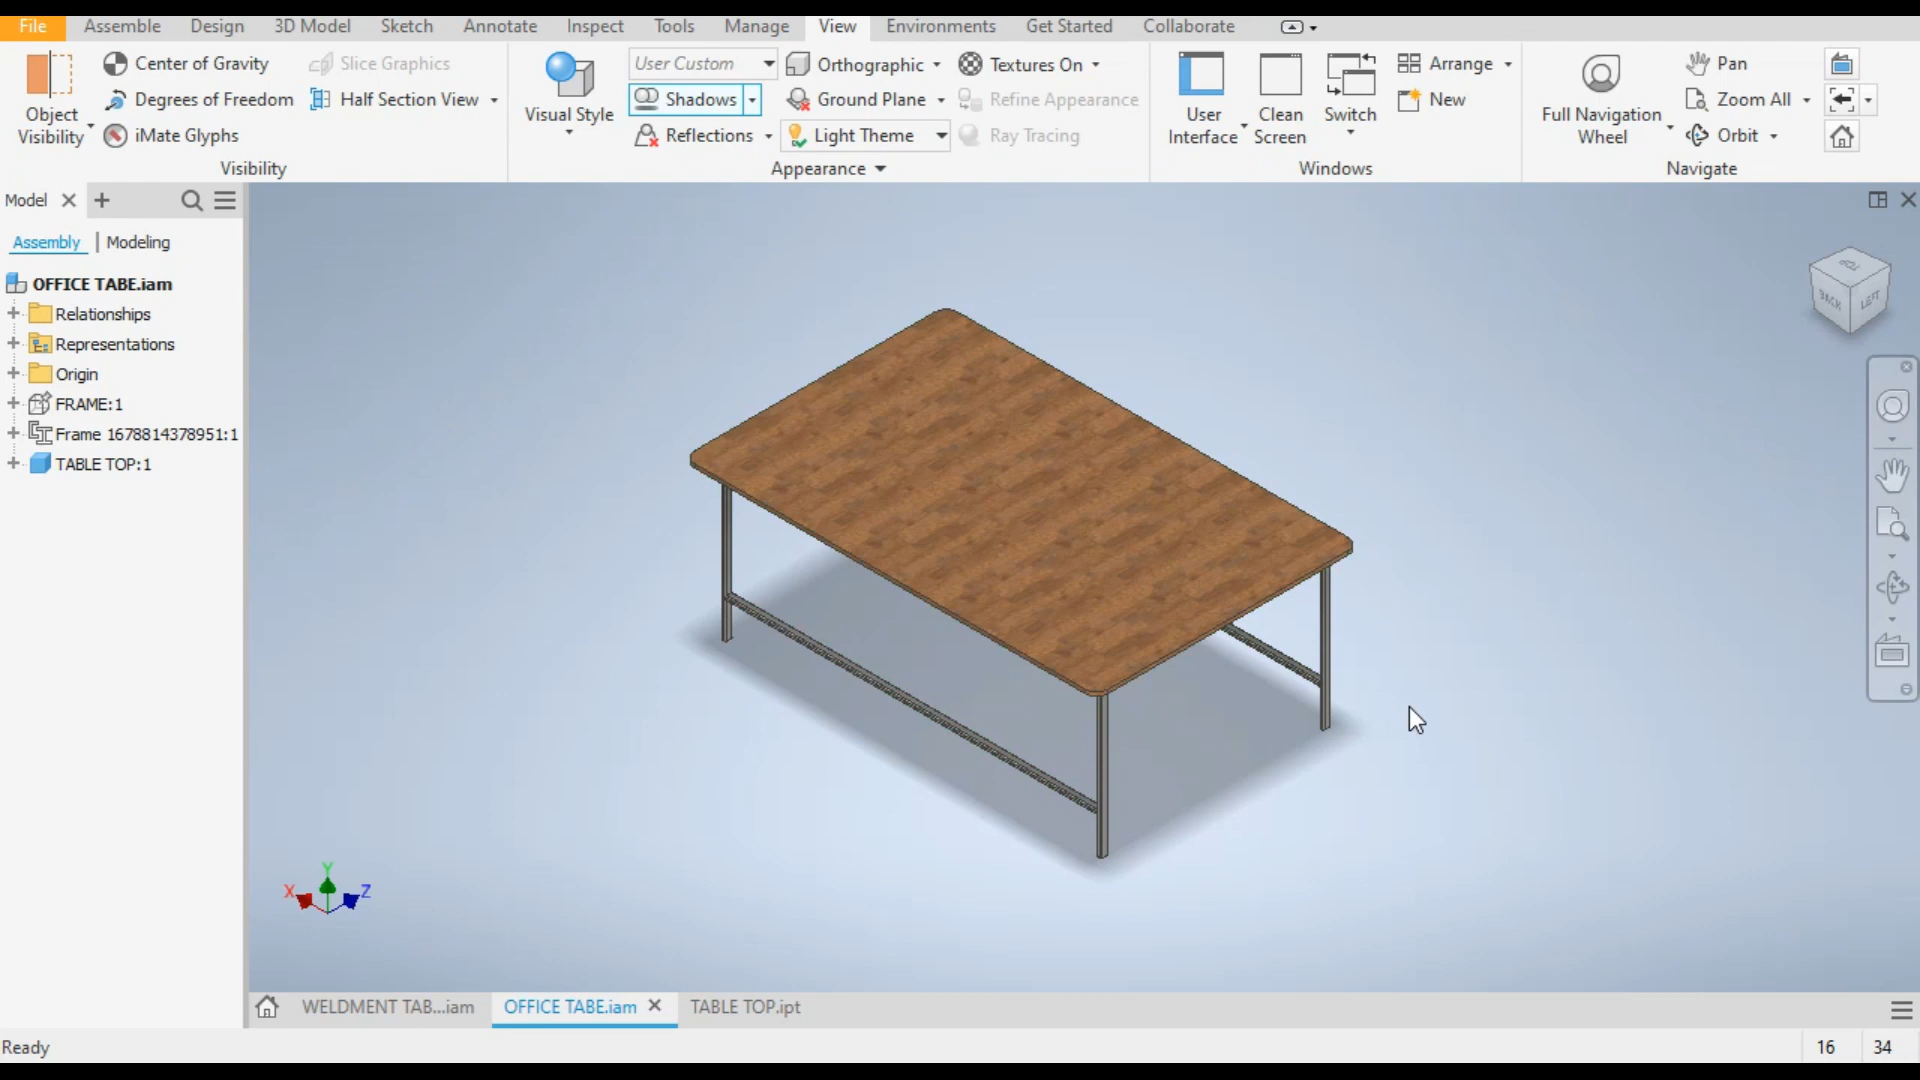 File Assemble Design 3D Model Sketch Annotate Inspect Tools Manage View Environments Get Started Collaborate
Center of Gravity Slice Graphics User Custom Orthographic Textures On Arrange Pan
Object Visibility Degrees of Freedom Half Section View Visual Style Shadows Ground Plane Refine Appearance User Interface Clean Screen Switch New Full Navigation Wheel Zoom All
iMate Glyphs Reflections Light Theme Ray Tracing Orbit
Visibility Appearance Windows Navigate
Model
Assembly | Modeling
OFFICE TABE.iam
Relationships
Representations
Origin
FRAME:1
Frame 1678814378951:1
TABLE TOP:1
TOP
BACK LEFT
Y
X Z
WELDMENT TAB...iam OFFICE TABE.iam TABLE TOP.ipt
Ready 16 34